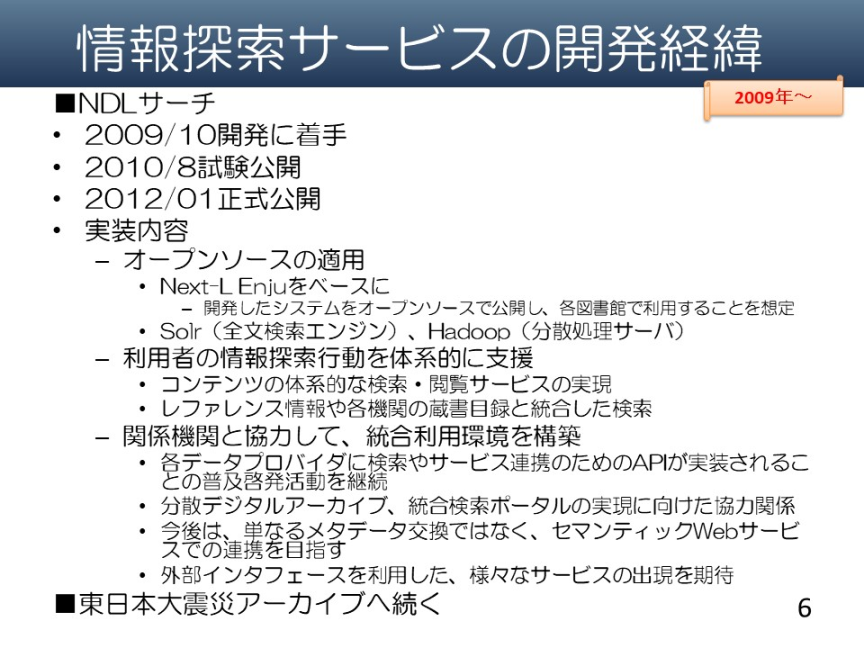 情報探索サービスの開発経緯
2009年～
■NDLサーチ
• 2009/10開発に着手
• 2010/8試験公開
• 2012/01正式公開
• 実装内容
– オープンソースの適用
• Next-L Enjuをベースに
– 開発したシステムをオープンソースで公開し、各図書館で利用することを想定
• Solr（全文検索エンジン）、Hadoop（分散処理サーバ）
– 利用者の情報探索行動を体系的に支援
• コンテンツの体系的な検索・閲覧サービスの実現
• レファレンス情報や各機関の蔵書目録と統合した検索
– 関係機関と協力して、統合利用環境を構築
• 各データプロバイダに検索やサービス連携のためのAPIが実装されるこ
との普及啓発活動を継続
• 分散デジタルアーカイブ、統合検索ポータルの実現に向けた協力関係
• 今後は、単なるメタデータ交換ではなく、セマンティックWebサービ
スでの連携を目指す
• 外部インタフェースを利用した、様々なサービスの出現を期待
■東日本大震災アーカイブへ続く
6